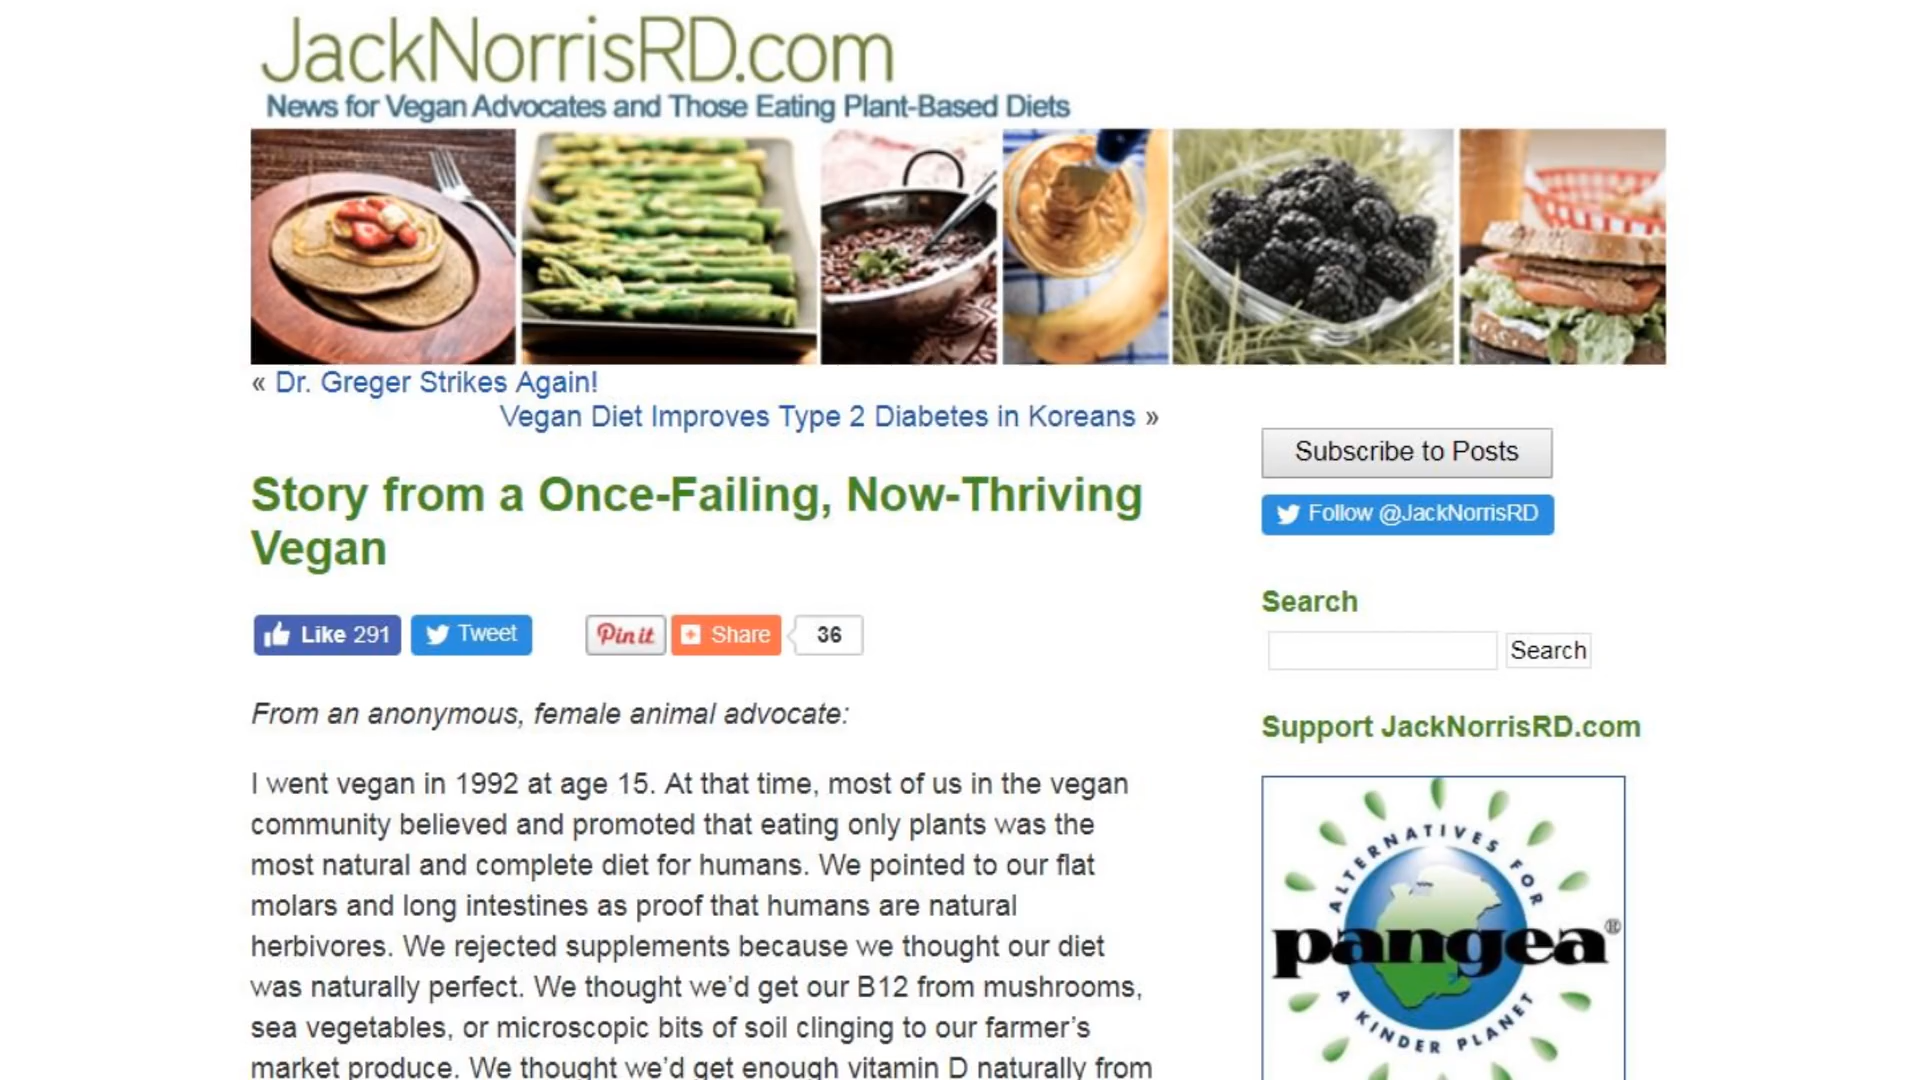 JackNorrisRD.com
News for Vegan Advocates and Those Eating Plant-Based Diets
« Dr. Greger Strikes Again!
Vegan Diet Improves Type 2 Diabetes in Koreans »
Story from a Once-Failing, Now-Thriving
Vegan
Like 291
Tweet
Pin it
Share
36
From an anonymous, female animal advocate:
I went vegan in 1992 at age 15. At that time, most of us in the vegan
community believed and promoted that eating only plants was the
most natural and complete diet for humans. We pointed to our flat
molars and long intestines as proof that humans are natural
herbivores. We rejected supplements because we thought our diet
was naturally perfect. We thought we’d get our B12 from mushrooms,
sea vegetables, or microscopic bits of soil clinging to our farmer’s
market produce. We thought we’d get enough vitamin D naturally from
Subscribe to Posts
Follow @JackNorrisRD
Search
Search
Support JackNorrisRD.com
ALTERNATIVES FOR
pangea®
A KINDER PLANET